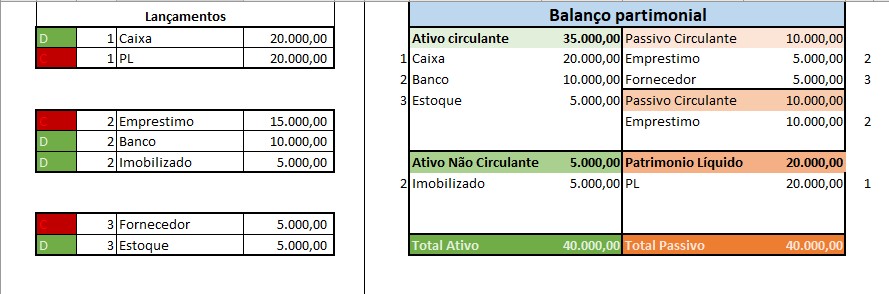 Lançamentos
D 1 Caixa 20.000,00
C 1 PL 20.000,00
C 2 Emprestimo 15.000,00
D 2 Banco 10.000,00
D 2 Imobilizado 5.000,00
C 3 Fornecedor 5.000,00
D 3 Estoque 5.000,00
Balanço partimonial
Ativo circulante 35.000,00 Passivo Circulante 10.000,00
1 Caixa 20.000,00 Emprestimo 5.000,00 2
2 Banco 10.000,00 Fornecedor 5.000,00 3
3 Estoque 5.000,00 Passivo Circulante 10.000,00
Emprestimo 10.000,00 2
Ativo Não Circulante 5.000,00 Patrimonio Líquido 20.000,00
2 Imobilizado 5.000,00 PL 20.000,00 1
Total Ativo 40.000,00 Total Passivo 40.000,00